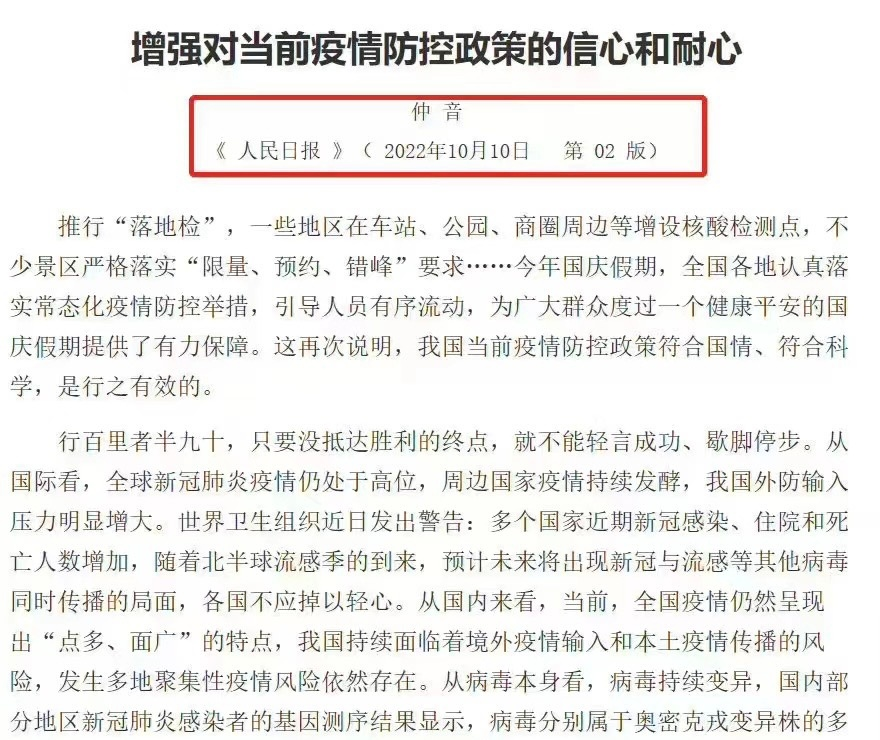 增强对当前疫情防控政策的信心和耐心
仲 音
《 人民日报 》（ 2022年10月10日 第 02 版）
推行“落地检”，一些地区在车站、公园、商圈周边等增设核酸检测点，不
少景区严格落实“限量、预约、错峰”要求……今年国庆假期，全国各地认真落
实常态化疫情防控举措，引导人员有序流动，为广大群众度过一个健康平安的国
庆假期提供了有力保障。这再次说明，我国当前疫情防控政策符合国情、符合科
学，是行之有效的。
行百里者半九十，只要没抵达胜利的终点，就不能轻言成功、歇脚停步。从
国际看，全球新冠肺炎疫情仍处于高位，周边国家疫情持续发酵，我国外防输入
压力明显增大。世界卫生组织近日发出警告：多个国家近期新冠感染、住院和死
亡人数增加，随着北半球流感季的到来，预计未来将出现新冠与流感等其他病毒
同时传播的局面，各国不应掉以轻心。从国内来看，当前，全国疫情仍然呈现
出“点多、面广”的特点，我国持续面临着境外疫情输入和本土疫情传播的风
险，发生多地聚集性疫情风险依然存在。从病毒本身看，病毒持续变异，国内部
分地区新冠肺炎感染者的基因测序结果显示，病毒分别属于奥密克戎变异株的多